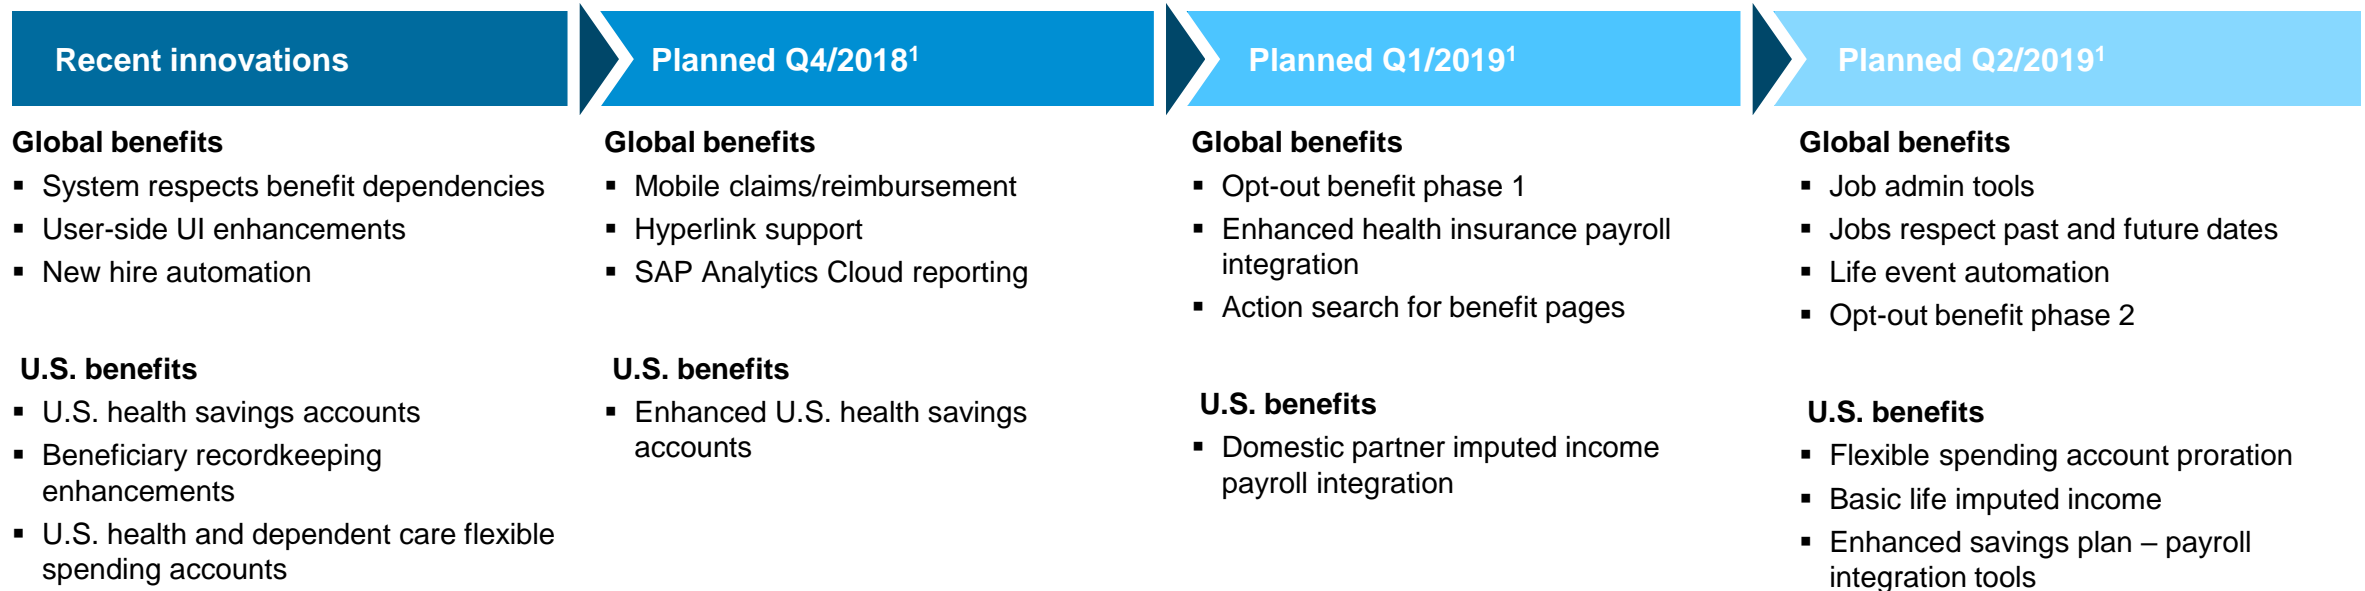 Recent innovations
Global benefits
▪ System respects benefit dependencies
▪ User-side UI enhancements
▪ New hire automation
U.S. benefits
▪ U.S. health savings accounts
▪ Beneficiary recordkeeping
enhancements
▪ U.S. health and dependent care flexible
spending accounts
Planned Q4/2018¹
Global benefits
▪ Mobile claims/reimbursement
▪ Hyperlink support
▪ SAP Analytics Cloud reporting
U.S. benefits
▪ Enhanced U.S. health savings
accounts
Planned Q1/2019¹
Global benefits
▪ Opt-out benefit phase 1
▪ Enhanced health insurance payroll
integration
▪ Action search for benefit pages
U.S. benefits
▪ Domestic partner imputed income
payroll integration
Planned Q2/2019¹
Global benefits
▪ Job admin tools
▪ Jobs respect past and future dates
▪ Life event automation
▪ Opt-out benefit phase 2
U.S. benefits
▪ Flexible spending account proration
▪ Basic life imputed income
▪ Enhanced savings plan – payroll
integration tools